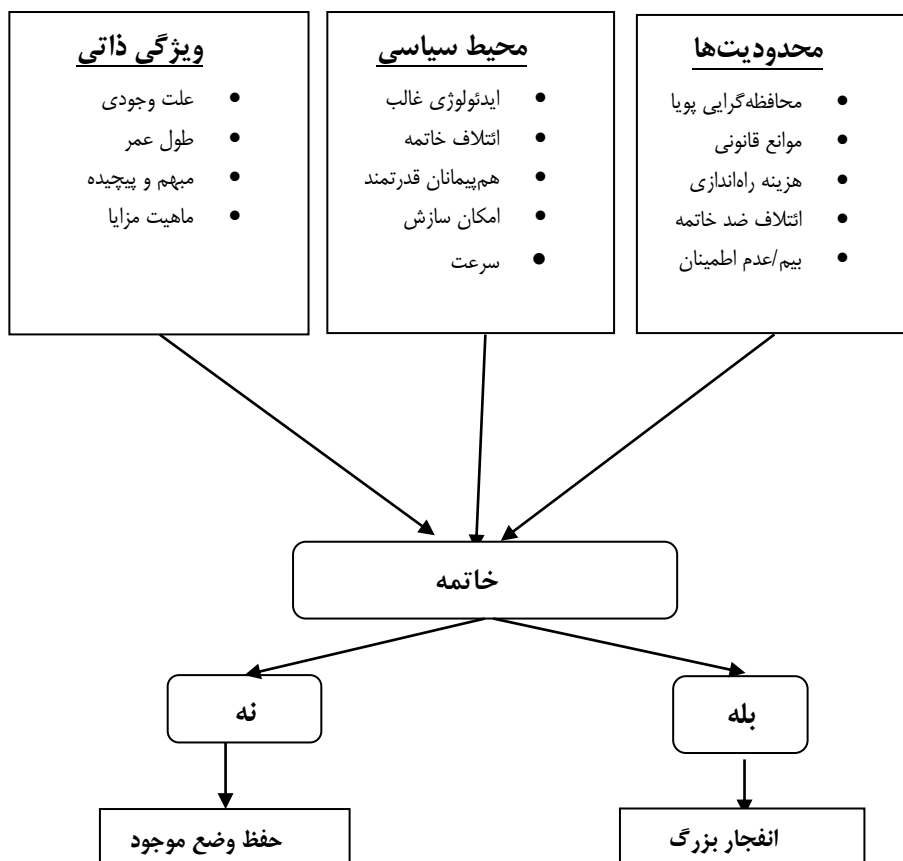 محدودیت‌ها
محافظه‌گرایی پویا
موانع قانونی
هزینه راه‌اندازی
ائتلاف ضد خاتمه
بیم/عدم اطمینان
محیط سیاسی
ایدئولوژی غالب
ائتلاف خاتمه
هم‌پیمانان قدرتمند
امکان سازش
سرعت
ویژگی ذاتی
علت وجودی
طول عمر
مبهم و پیچیده
ماهیت مزایا
خاتمه
بله
نه
انفجار بزرگ
حفظ وضع موجود